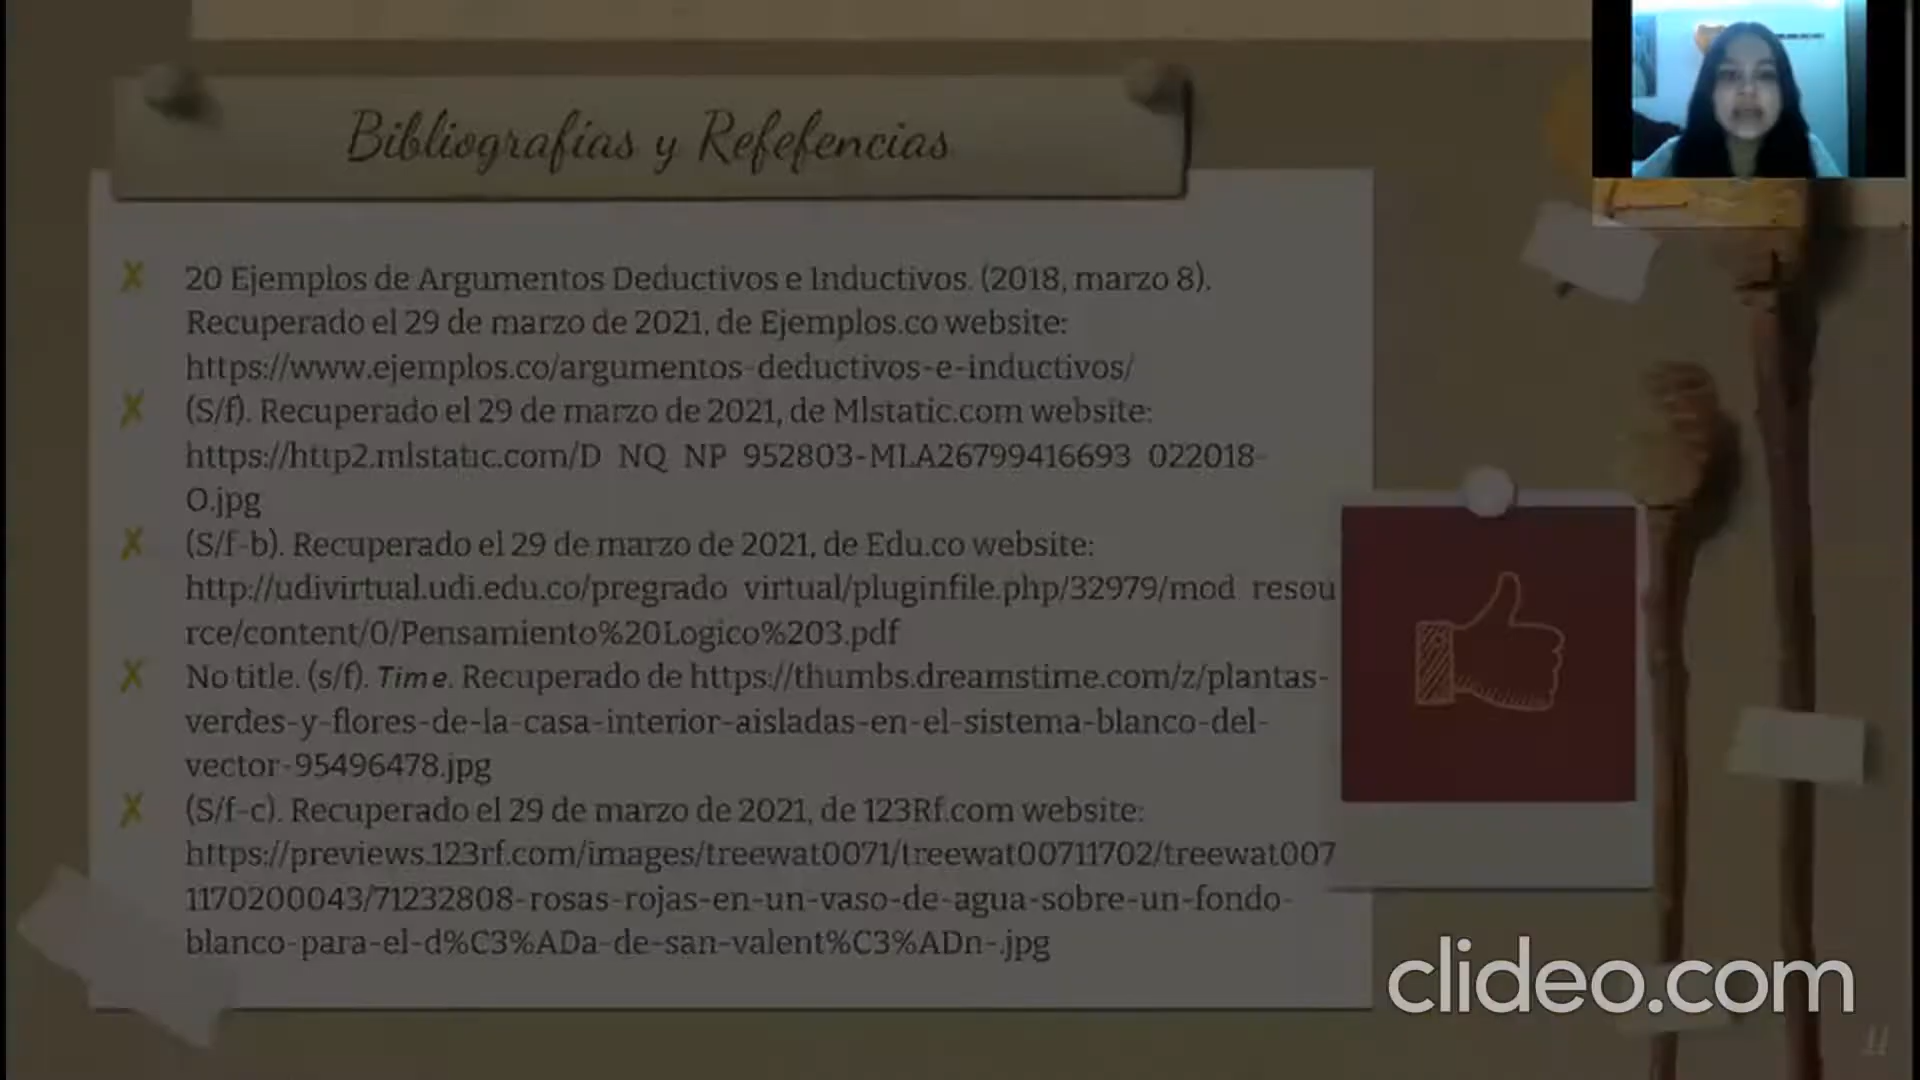 Bibliografías y Refefencias
20 Ejemplos de Argumentos Deductivos e Inductivos. (2018, marzo 8).
Recuperado el 29 de marzo de 2021, de Ejemplos.co website:
https://www.ejemplos.co/argumentos-deductivos-e-inductivos/
(S/f). Recuperado el 29 de marzo de 2021, de Mlstatic.com website:
https://http2.mlstatic.com/D NQ NP 952803-MLA26799416693 022018-
O.jpg
(S/f-b). Recuperado el 29 de marzo de 2021, de Edu.co website:
http://udivirtual.udi.edu.co/pregrado virtual/pluginfile.php/32979/mod resou
rce/content/0/Pensamiento%20Logico%203.pdf
No title. (s/f). Time. Recuperado de https://thumbs.dreamstime.com/z/plantas-
verdes-y-flores-de-la-casa-interior-aisladas-en-el-sistema-blanco-del-
vector-95496478.jpg
(S/f-c). Recuperado el 29 de marzo de 2021, de 123Rf.com website:
https://previews.123rf.com/images/treewat0071/treewat00711702/treewat007
1170200043/71232808-rosas-rojas-en-un-vaso-de-agua-sobre-un-fondo-
blanco-para-el-d%C3%ADa-de-san-valent%C3%ADn-.jpg
clideo.com
11